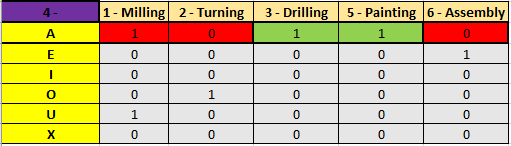 4 - 1 - Milling 2 - Turning 3 - Drilling 5 - Painting 6 - Assembly
A 1 0 1 1 0
E 0 0 0 0 1
I 0 0 0 0 0
O 0 1 0 0 0
U 1 0 0 0 0
X 0 0 0 0 0